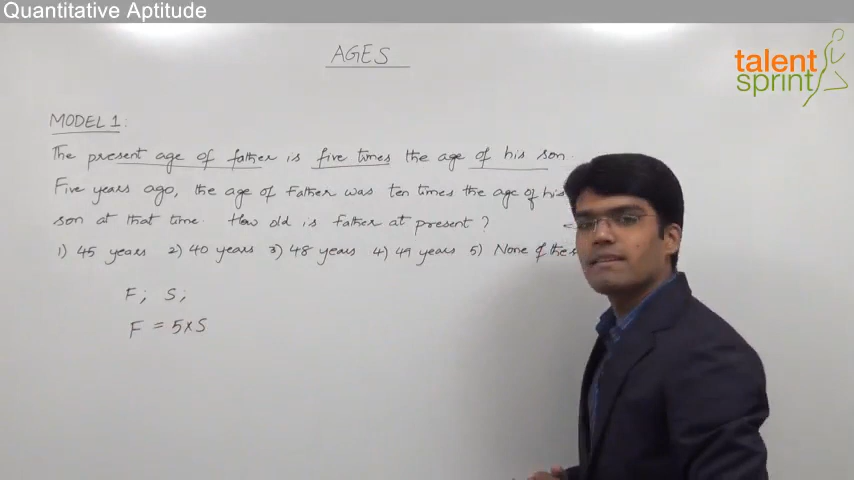 Quantitative Aptitude
AGES
talent
sprint
MODEL 1:
The present age of father is five times the age of his son.
Five years ago, the age of Father was ten times the age of his
son at that time. How old is father at present?
1) 45 years 2) 40 years 3) 48 years 4) 49 years 5) None of these
F; S;
F = 5×S